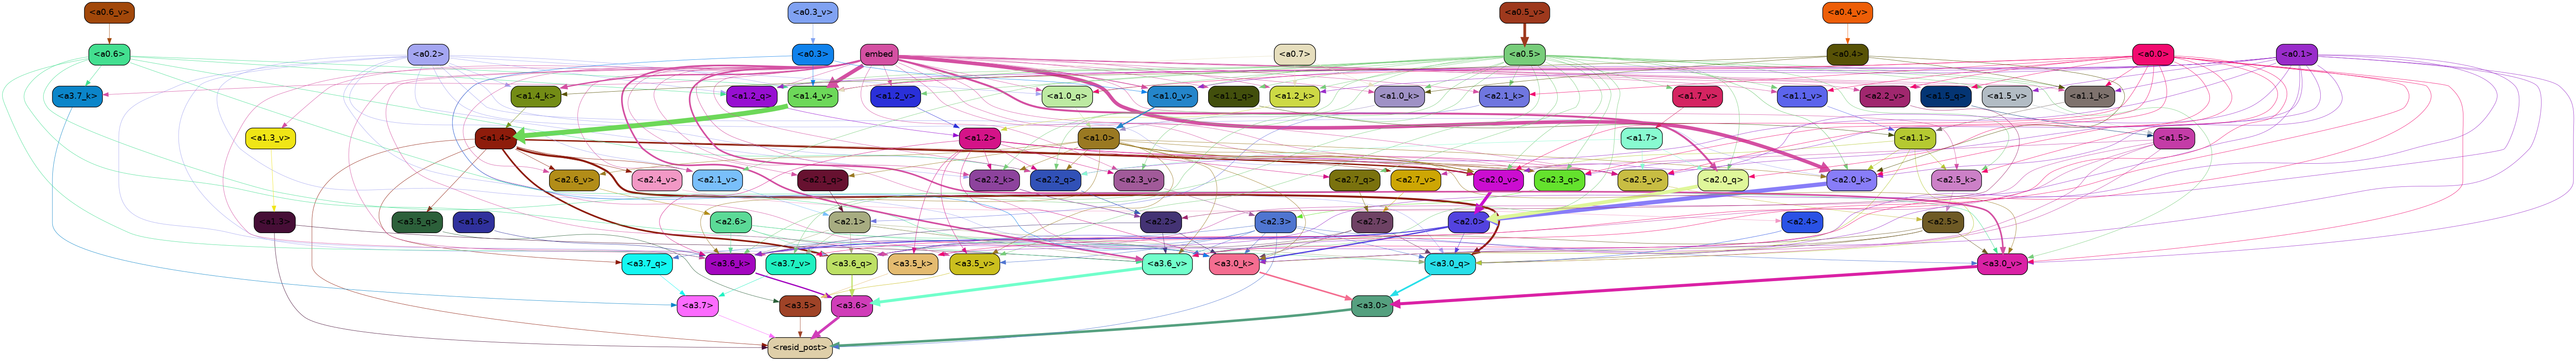 <a0.6_v> <a0.3_v> <a0.5_v> <a0.4_v>
<a0.6> <a0.2> <a0.3> embed <a0.7> <a0.5> <a0.4> <a0.0> <a0.1>
<a3.7_k> <a1.4_k> <a1.2_q> <a1.4_v> <a1.2_v> <a1.0_q> <a1.0_v> <a1.1_q> <a1.2_k> <a1.0_k> <a2.1_k> <a1.7_v> <a1.1_v> <a2.2_v> <a1.5_q> <a1.5_v> <a1.1_k>
<a1.3_v> <a1.4> <a1.2> <a1.0> <a1.7> <a1.1> <a1.5>
<a2.6_v> <a2.4_v> <a2.1_v> <a2.1_q> <a2.2_k> <a2.2_q> <a2.3_v> <a2.7_q> <a2.7_v> <a2.0_v> <a2.3_q> <a2.5_v> <a2.0_q> <a2.0_k> <a2.5_k>
<a1.3> <a3.5_q> <a1.6> <a2.6> <a2.1> <a2.2> <a2.3> <a2.7> <a2.0> <a2.4> <a2.5>
<a3.7_q> <a3.6_k> <a3.7_v> <a3.6_q> <a3.5_k> <a3.5_v> <a3.6_v> <a3.0_k> <a3.0_q> <a3.0_v>
<a3.7> <a3.5> <a3.6> <a3.0>
<resid_post>